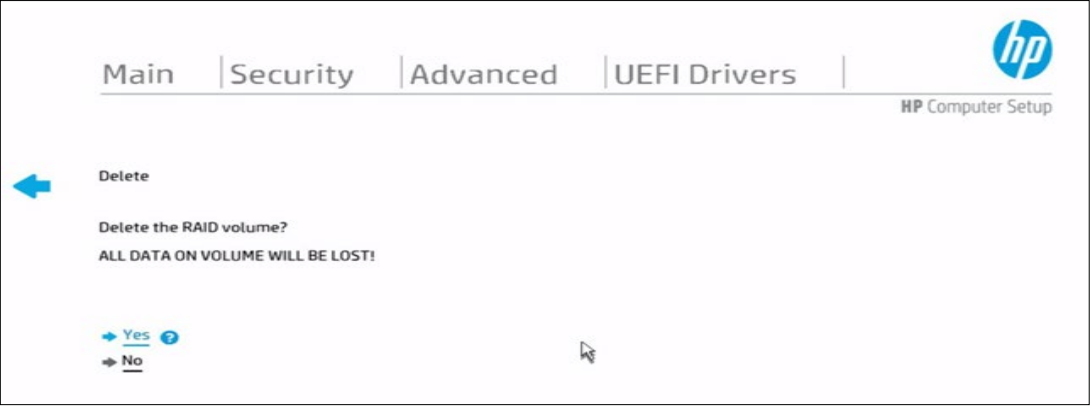 hp
Main Security Advanced UEFI Drivers
HP Computer Setup
Delete
Delete the RAID volume?
ALL DATA ON VOLUME WILL BE LOST!
Yes ?
No